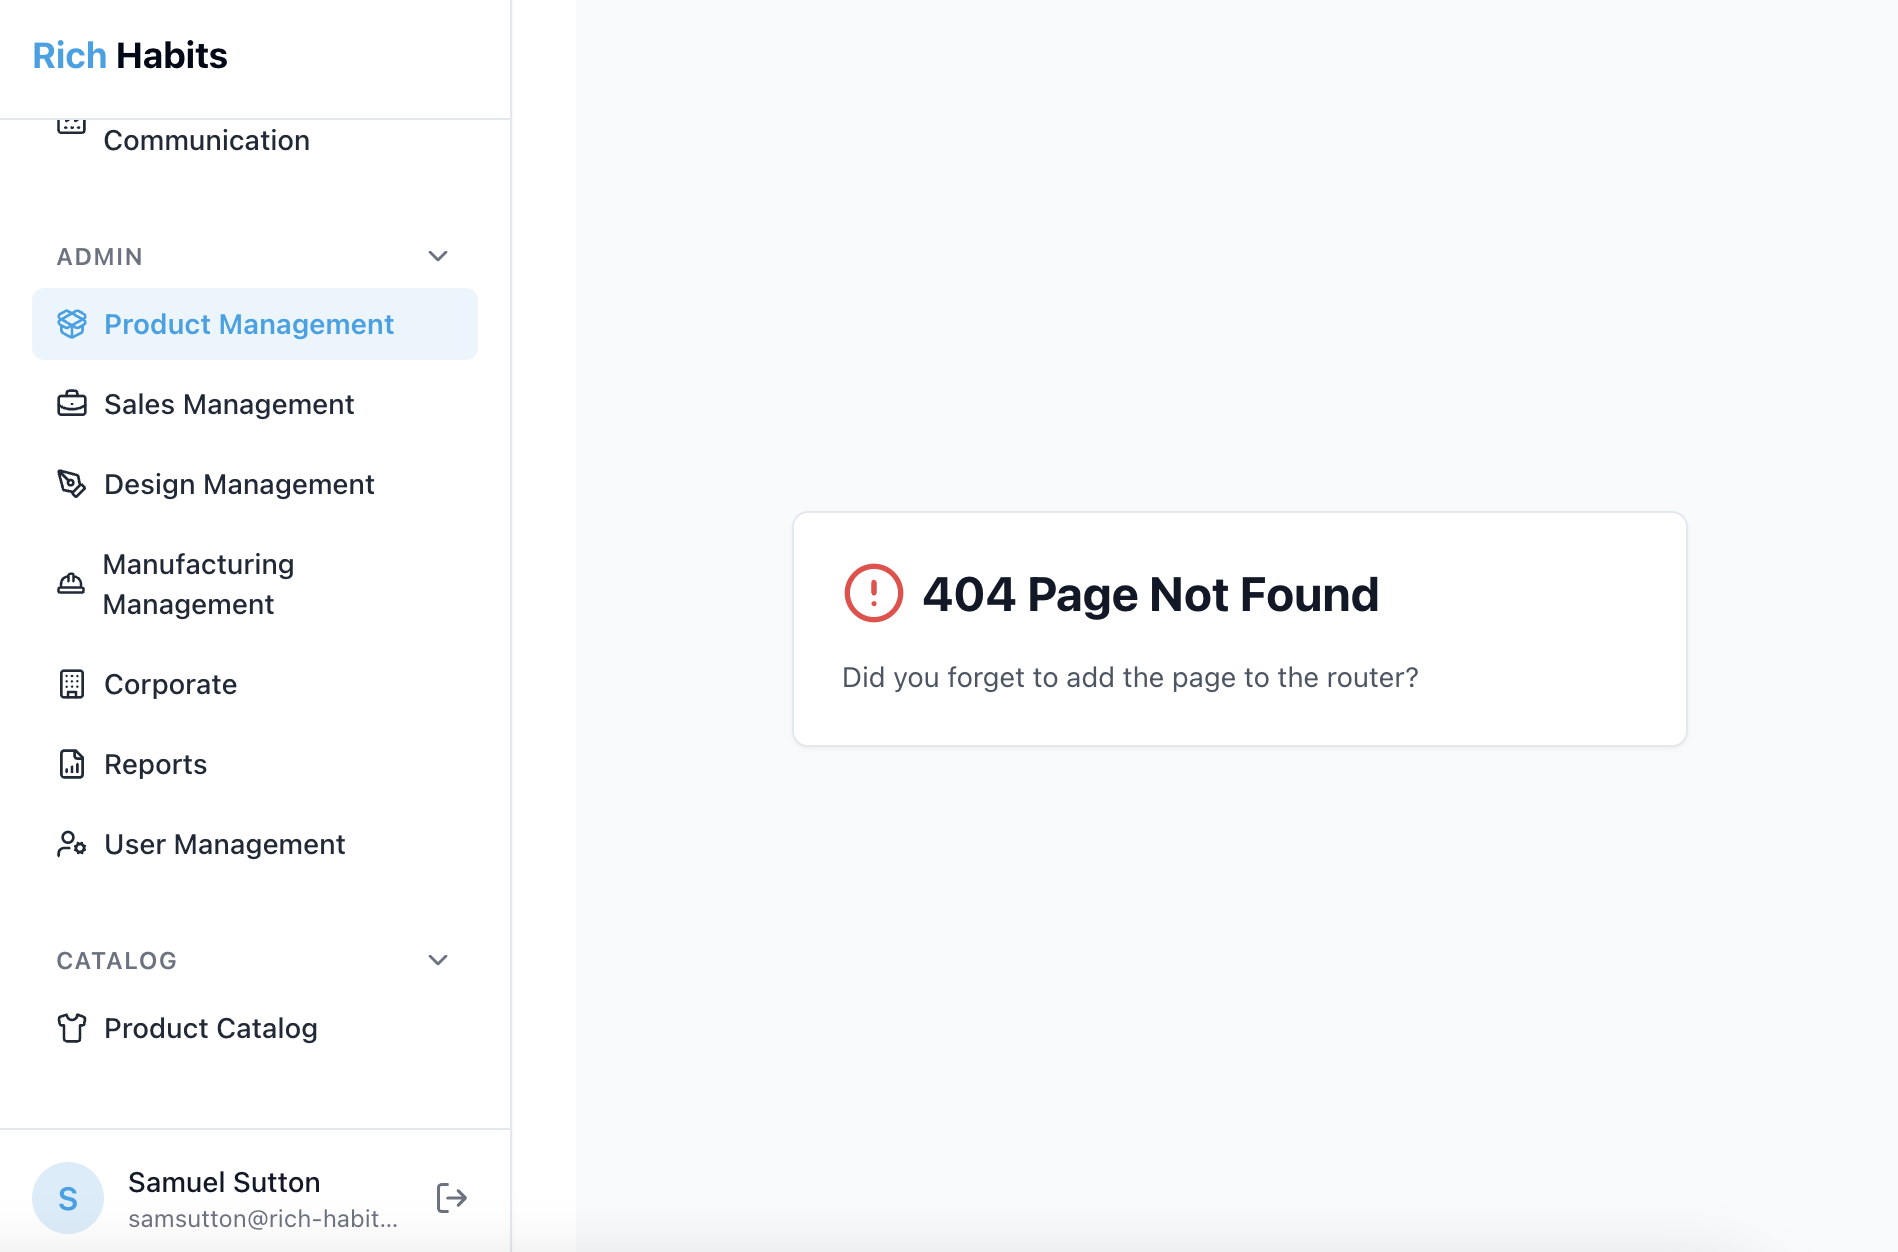 Rich Habits
Communication
ADMIN
Product Management
Sales Management
Design Management
Manufacturing
Management
Corporate
Reports
User Management
CATALOG
Product Catalog
S
Samuel Sutton
samsutton@rich-habit...
404 Page Not Found
Did you forget to add the page to the router?